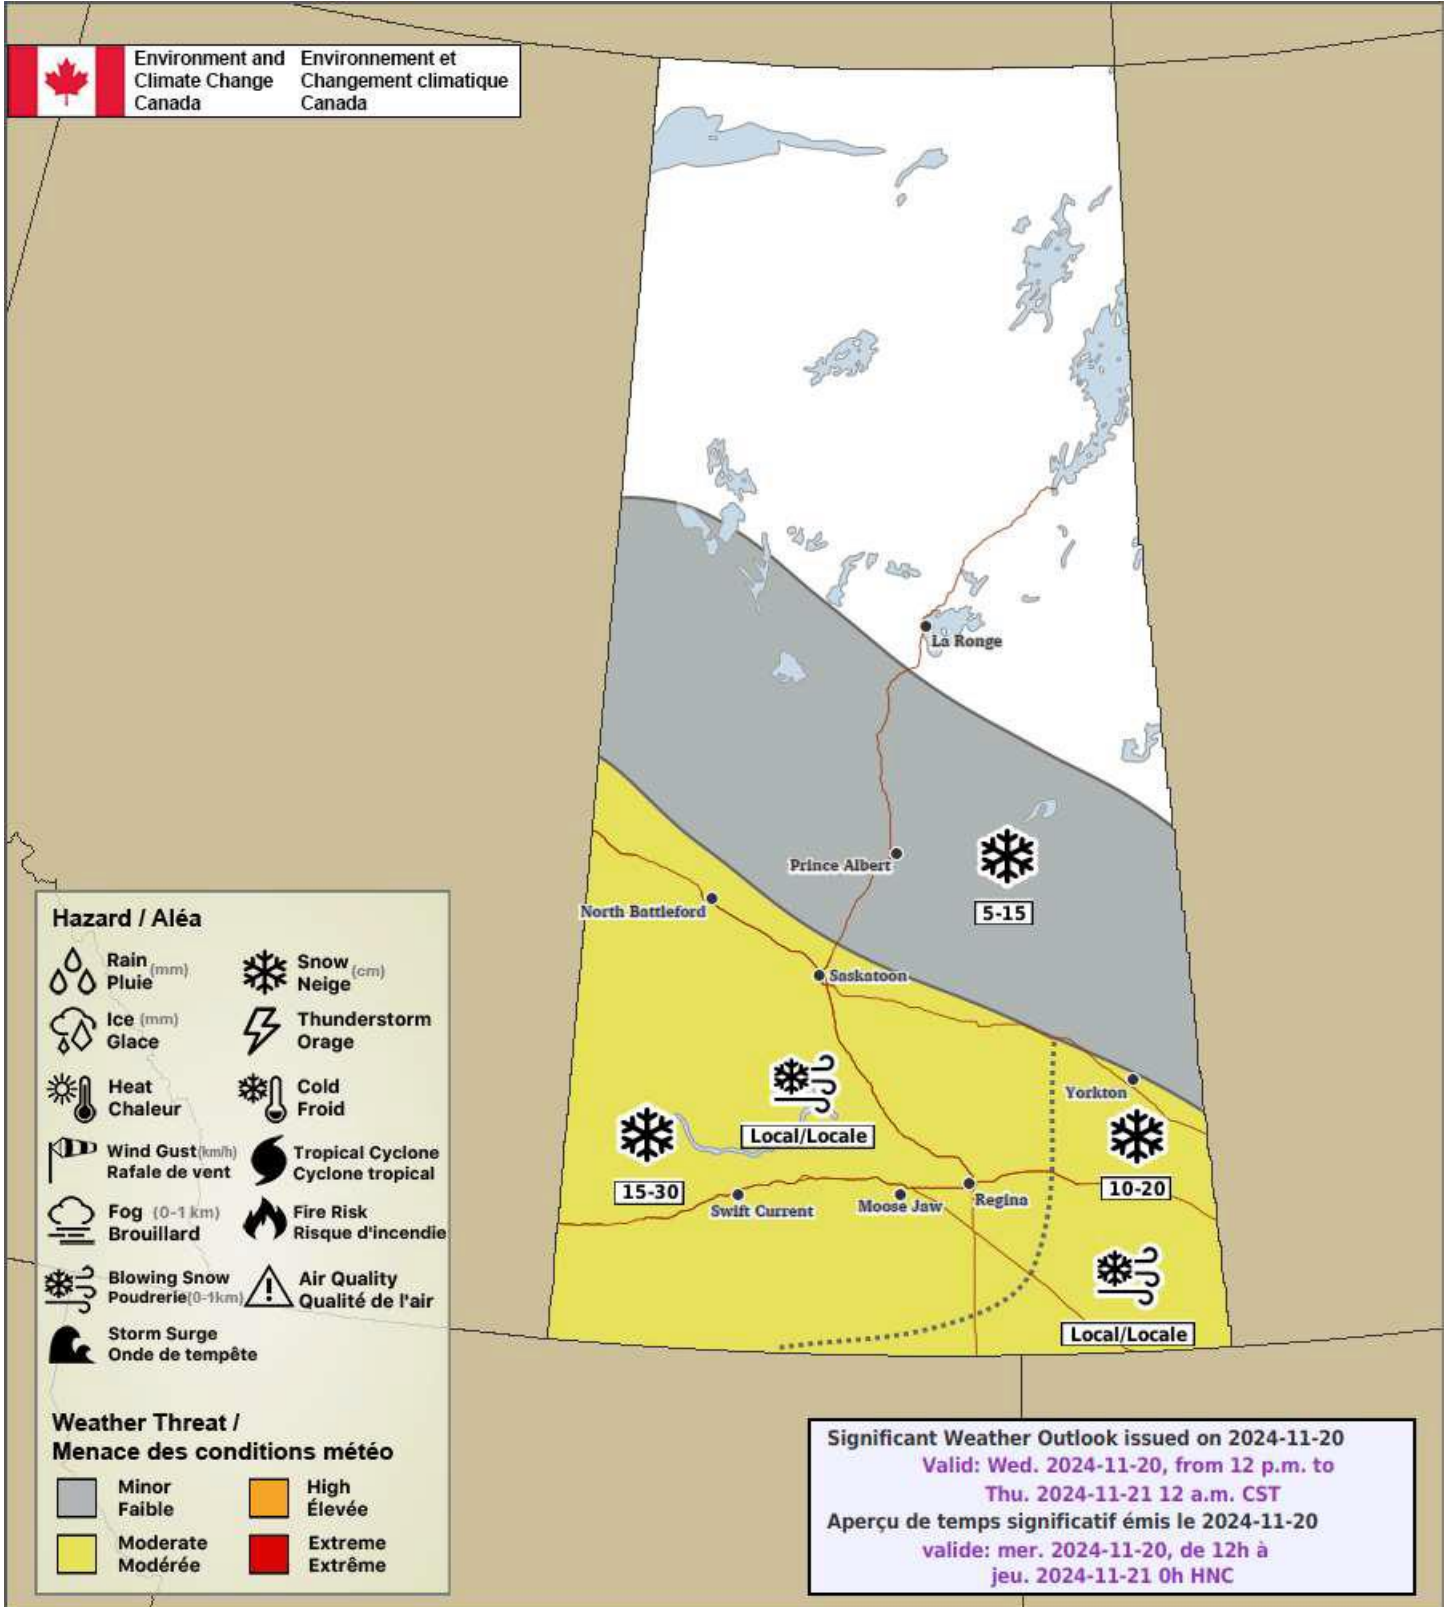 Environment and
Climate Change
Canada
Environnement et
Changement climatique
Canada
La Ronge
Prince Albert
5-15
North Battleford
Saskatoon
Yorkton
Local/Locale
15-30
10-20
Swift Current
Moose Jaw
Regina
Local/Locale
Hazard / Aléa
Rain (mm)
Pluie
Snow (cm)
Neige
Ice (mm)
Glace
Thunderstorm
Orage
Heat
Chaleur
Cold
Froid
Wind Gust(km/h)
Rafale de vent
Tropical Cyclone
Cyclone tropical
Fog (0-1 km)
Brouillard
Fire Risk
Risque d'incendie
Blowing Snow
Poudrerie(0-1km)
Air Quality
Qualité de l'air
Storm Surge
Onde de tempête
Weather Threat /
Menace des conditions météo
Minor
Faible
High
Élevée
Moderate
Modérée
Extreme
Extrême
Significant Weather Outlook issued on 2024-11-20
Valid: Wed. 2024-11-20, from 12 p.m. to
Thu. 2024-11-21 12 a.m. CST
Aperçu de temps significatif émis le 2024-11-20
valide: mer. 2024-11-20, de 12h à
jeu. 2024-11-21 0h HNC